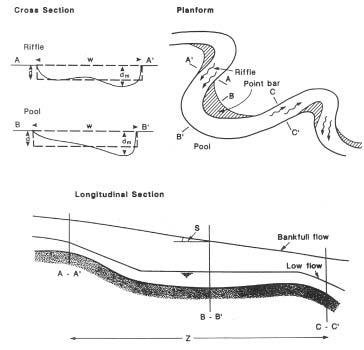 Cross Section
Riffle
A w A'
d dm
B B'
d dm
Pool
Planform
A'
Riffle
A
Point bar
B
C
B'
Pool
C'
Longitudinal Section
S
Bankfull flow
Low flow
A - A'
B - B'
C - C'
Z